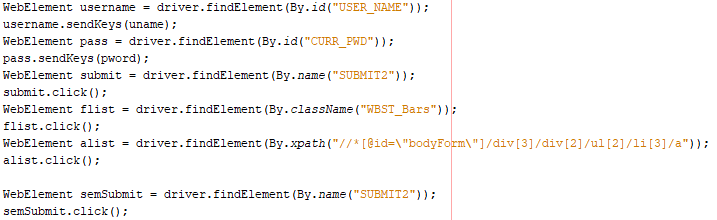 WebElement username = driver.findElement(By.id("USER_NAME"));
username.sendKeys(uname);
WebElement pass = driver.findElement(By.id("CURR_PWD"));
pass.sendKeys(pword);
WebElement submit = driver.findElement(By.name("SUBMIT2"));
submit.click();
WebElement flist = driver.findElement(By.className("WBST_Bars"));
flist.click();
WebElement alist = driver.findElement(By.xpath("//*[@id=\"bodyForm\"]/div[3]/div[2]/ul[2]/li[3]/a"));
alist.click();
WebElement semSubmit = driver.findElement(By.name("SUBMIT2"));
semSubmit.click();